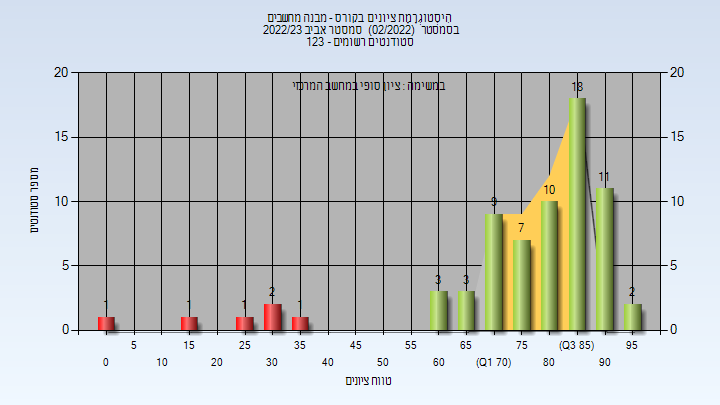 היסטוגרמת ציונים בקורס - מבנה מחשבים
בסמסטר (02/2022) סמסטר אביב 2022/23
סטודנטים רשומים - 123
במשימה : ציון סופי במחשב המרכזי
מספר סטודנטים
20 20
15 15
10 10
5 5
0 0
1 1 1 2 1 3 3 9 7 10 18 11 2
5 15 25 35 45 55 65 75 (Q3 85) 95
0 10 20 30 40 50 60 (Q1 70) 80 90
טווח ציונים